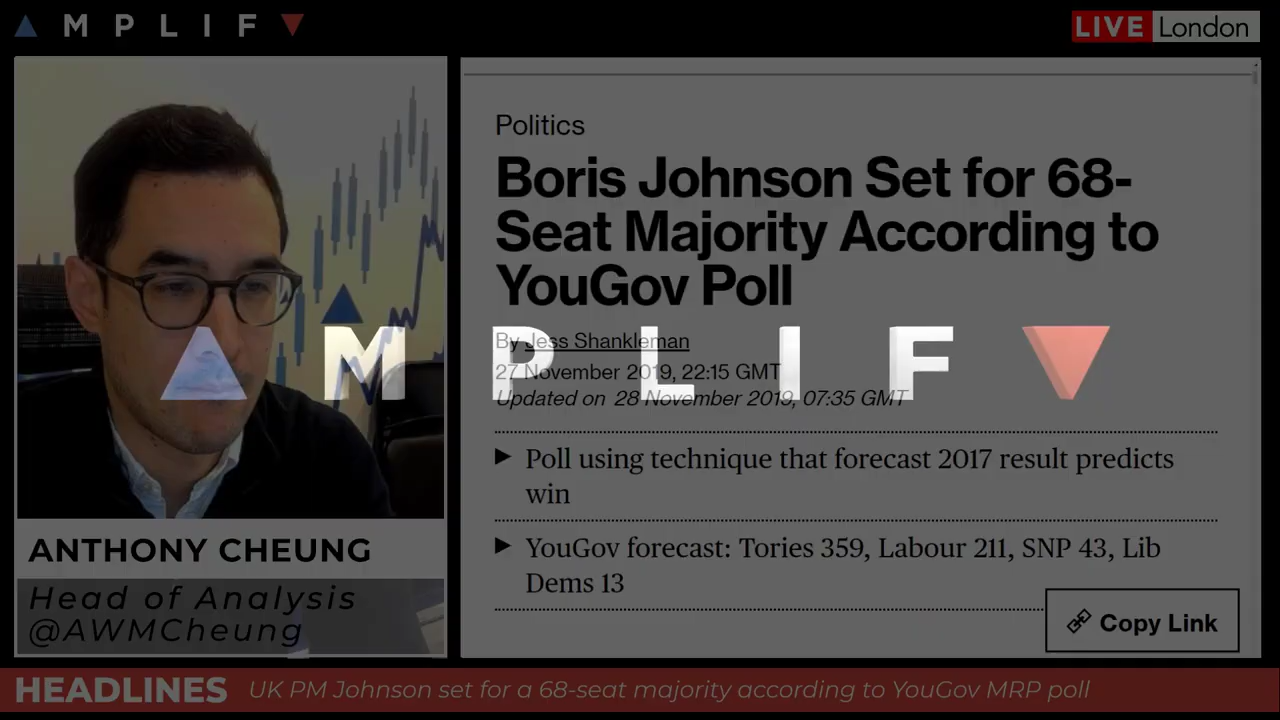 ▲ M P L I F ▼
LIVE London
Politics
Boris Johnson Set for 68-
Seat Majority According to
YouGov Poll
By Jess Shankleman
27 November 2019, 22:15 GMT
Updated on 28 November 2019, 07:35 GMT
▲ M P L I F ▼
▶ Poll using technique that forecast 2017 result predicts
win
▶ YouGov forecast: Tories 359, Labour 211, SNP 43, Lib
Dems 13
Copy Link
ANTHONY CHEUNG
Head of Analysis
@AWMCheung
HEADLINES UK PM Johnson set for a 68-seat majority according to YouGov MRP poll